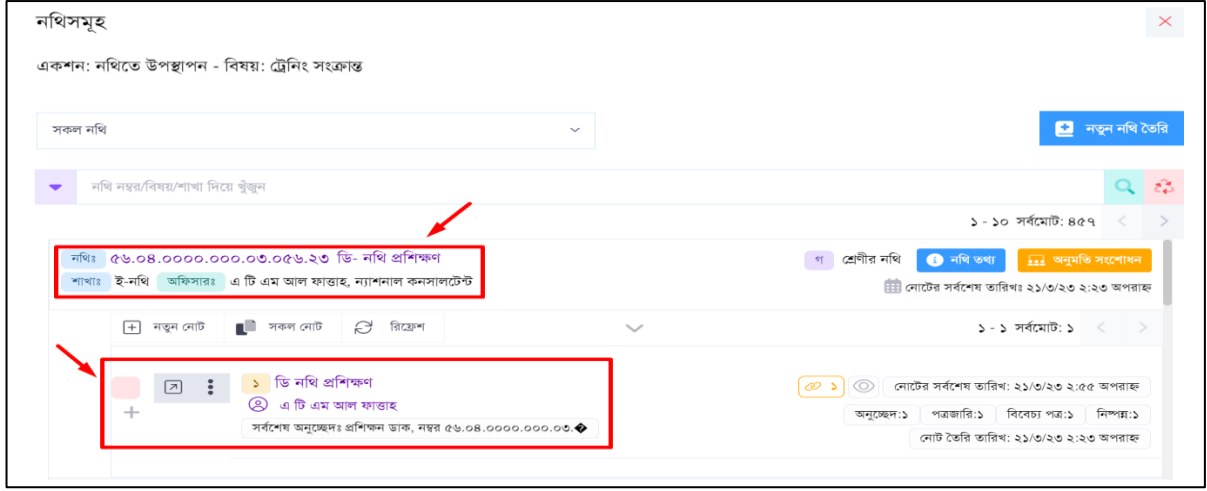 নথিসমূহ
একশন: নথিতে উপস্থাপন - বিষয়: ট্রেনিং সংক্রান্ত
সকল নথি
নতুন নথি তৈরি
নথি নম্বর/বিষয়/শাখা দিয়ে খুঁজুন
১ - ১০ সর্বমোট: ৪৫৭
নথিঃ ৫৬.০৪.০০০০.০০০.০৩.০৫৬.২৩ ডি- নথি প্রশিক্ষণ
গ শ্রেণীর নথি নথি তথ্য অনুমতি সংশোধন
শাখাঃ ই-নথি অফিসারঃ এ টি এম আল ফাত্তাহ, ন্যাশনাল কনসালটেন্ট
নোটের সর্বশেষ তারিখঃ ২১/৩/২৩ ২:২৩ অপরাহ্ন
নতুন নোট সকল নোট রিফ্রেশ ১ - ১ সর্বমোট: ১
১ ডি নথি প্রশিক্ষণ
১ নোটের সর্বশেষ তারিখ: ২১/৩/২৩ ২:৫৫ অপরাহ্ন
এ টি এম আল ফাত্তাহ
অনুচ্ছেদ:১ পত্রজারি:১ বিবেচ্য পত্র:১ নিষ্পন্ন:১
সর্বশেষ অনুচ্ছেদঃ প্রশিক্ষন ডাক, নম্বর ৫৬.০৪.০০০০.০০০.০৩.�
নোট তৈরি তারিখ: ২১/৩/২৩ ২:২৩ অপরাহ্ন